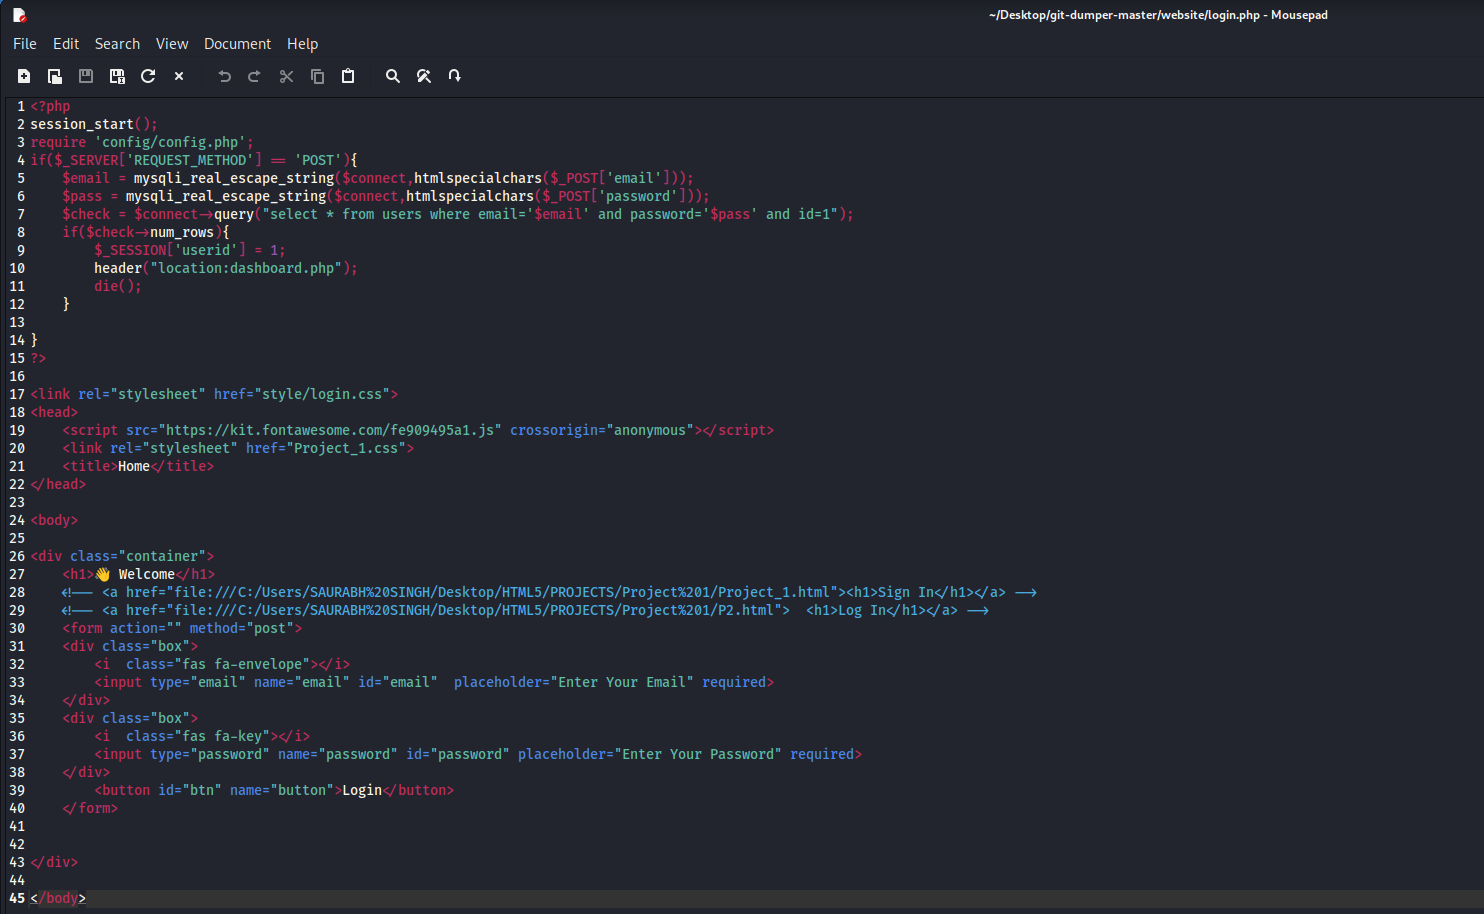 ~/Desktop/git-dumper-master/website/login.php - Mousepad
File Edit Search View Document Help
1 <?php
2 session_start();
3 require 'config/config.php';
4 if($_SERVER['REQUEST_METHOD'] == 'POST'){
5     $email = mysqli_real_escape_string($connect,htmlspecialchars($_POST['email']));
6     $pass = mysqli_real_escape_string($connect,htmlspecialchars($_POST['password']));
7     $check = $connect->query("select * from users where email='$email' and password='$pass' and id=1");
8     if($check->num_rows){
9         $_SESSION['userid'] = 1;
10         header("location:dashboard.php");
11         die();
12     }
13
14 }
15 ?>
16
17 <link rel="stylesheet" href="style/login.css">
18 <head>
19     <script src="https://kit.fontawesome.com/fe909495a1.js" crossorigin="anonymous"></script>
20     <link rel="stylesheet" href="Project_1.css">
21     <title>Home</title>
22 </head>
23
24 <body>
25
26 <div class="container">
27     <h1>👋 Welcome</h1>
28     <!-- <a href="file:///C:/Users/SAURABH%20SINGH/Desktop/HTML5/PROJECTS/Project%201/Project_1.html"><h1>Sign In</h1></a> -->
29     <!-- <a href="file:///C:/Users/SAURABH%20SINGH/Desktop/HTML5/PROJECTS/Project%201/P2.html">  <h1>Log In</h1></a> -->
30     <form action="" method="post">
31     <div class="box">
32         <i  class="fas fa-envelope"></i>
33         <input type="email" name="email" id="email"  placeholder="Enter Your Email" required>
34     </div>
35     <div class="box">
36         <i  class="fas fa-key"></i>
37         <input type="password" name="password" id="password" placeholder="Enter Your Password" required>
38     </div>
39         <button id="btn" name="button">Login</button>
40     </form>
41
42
43 </div>
44
45 </body>